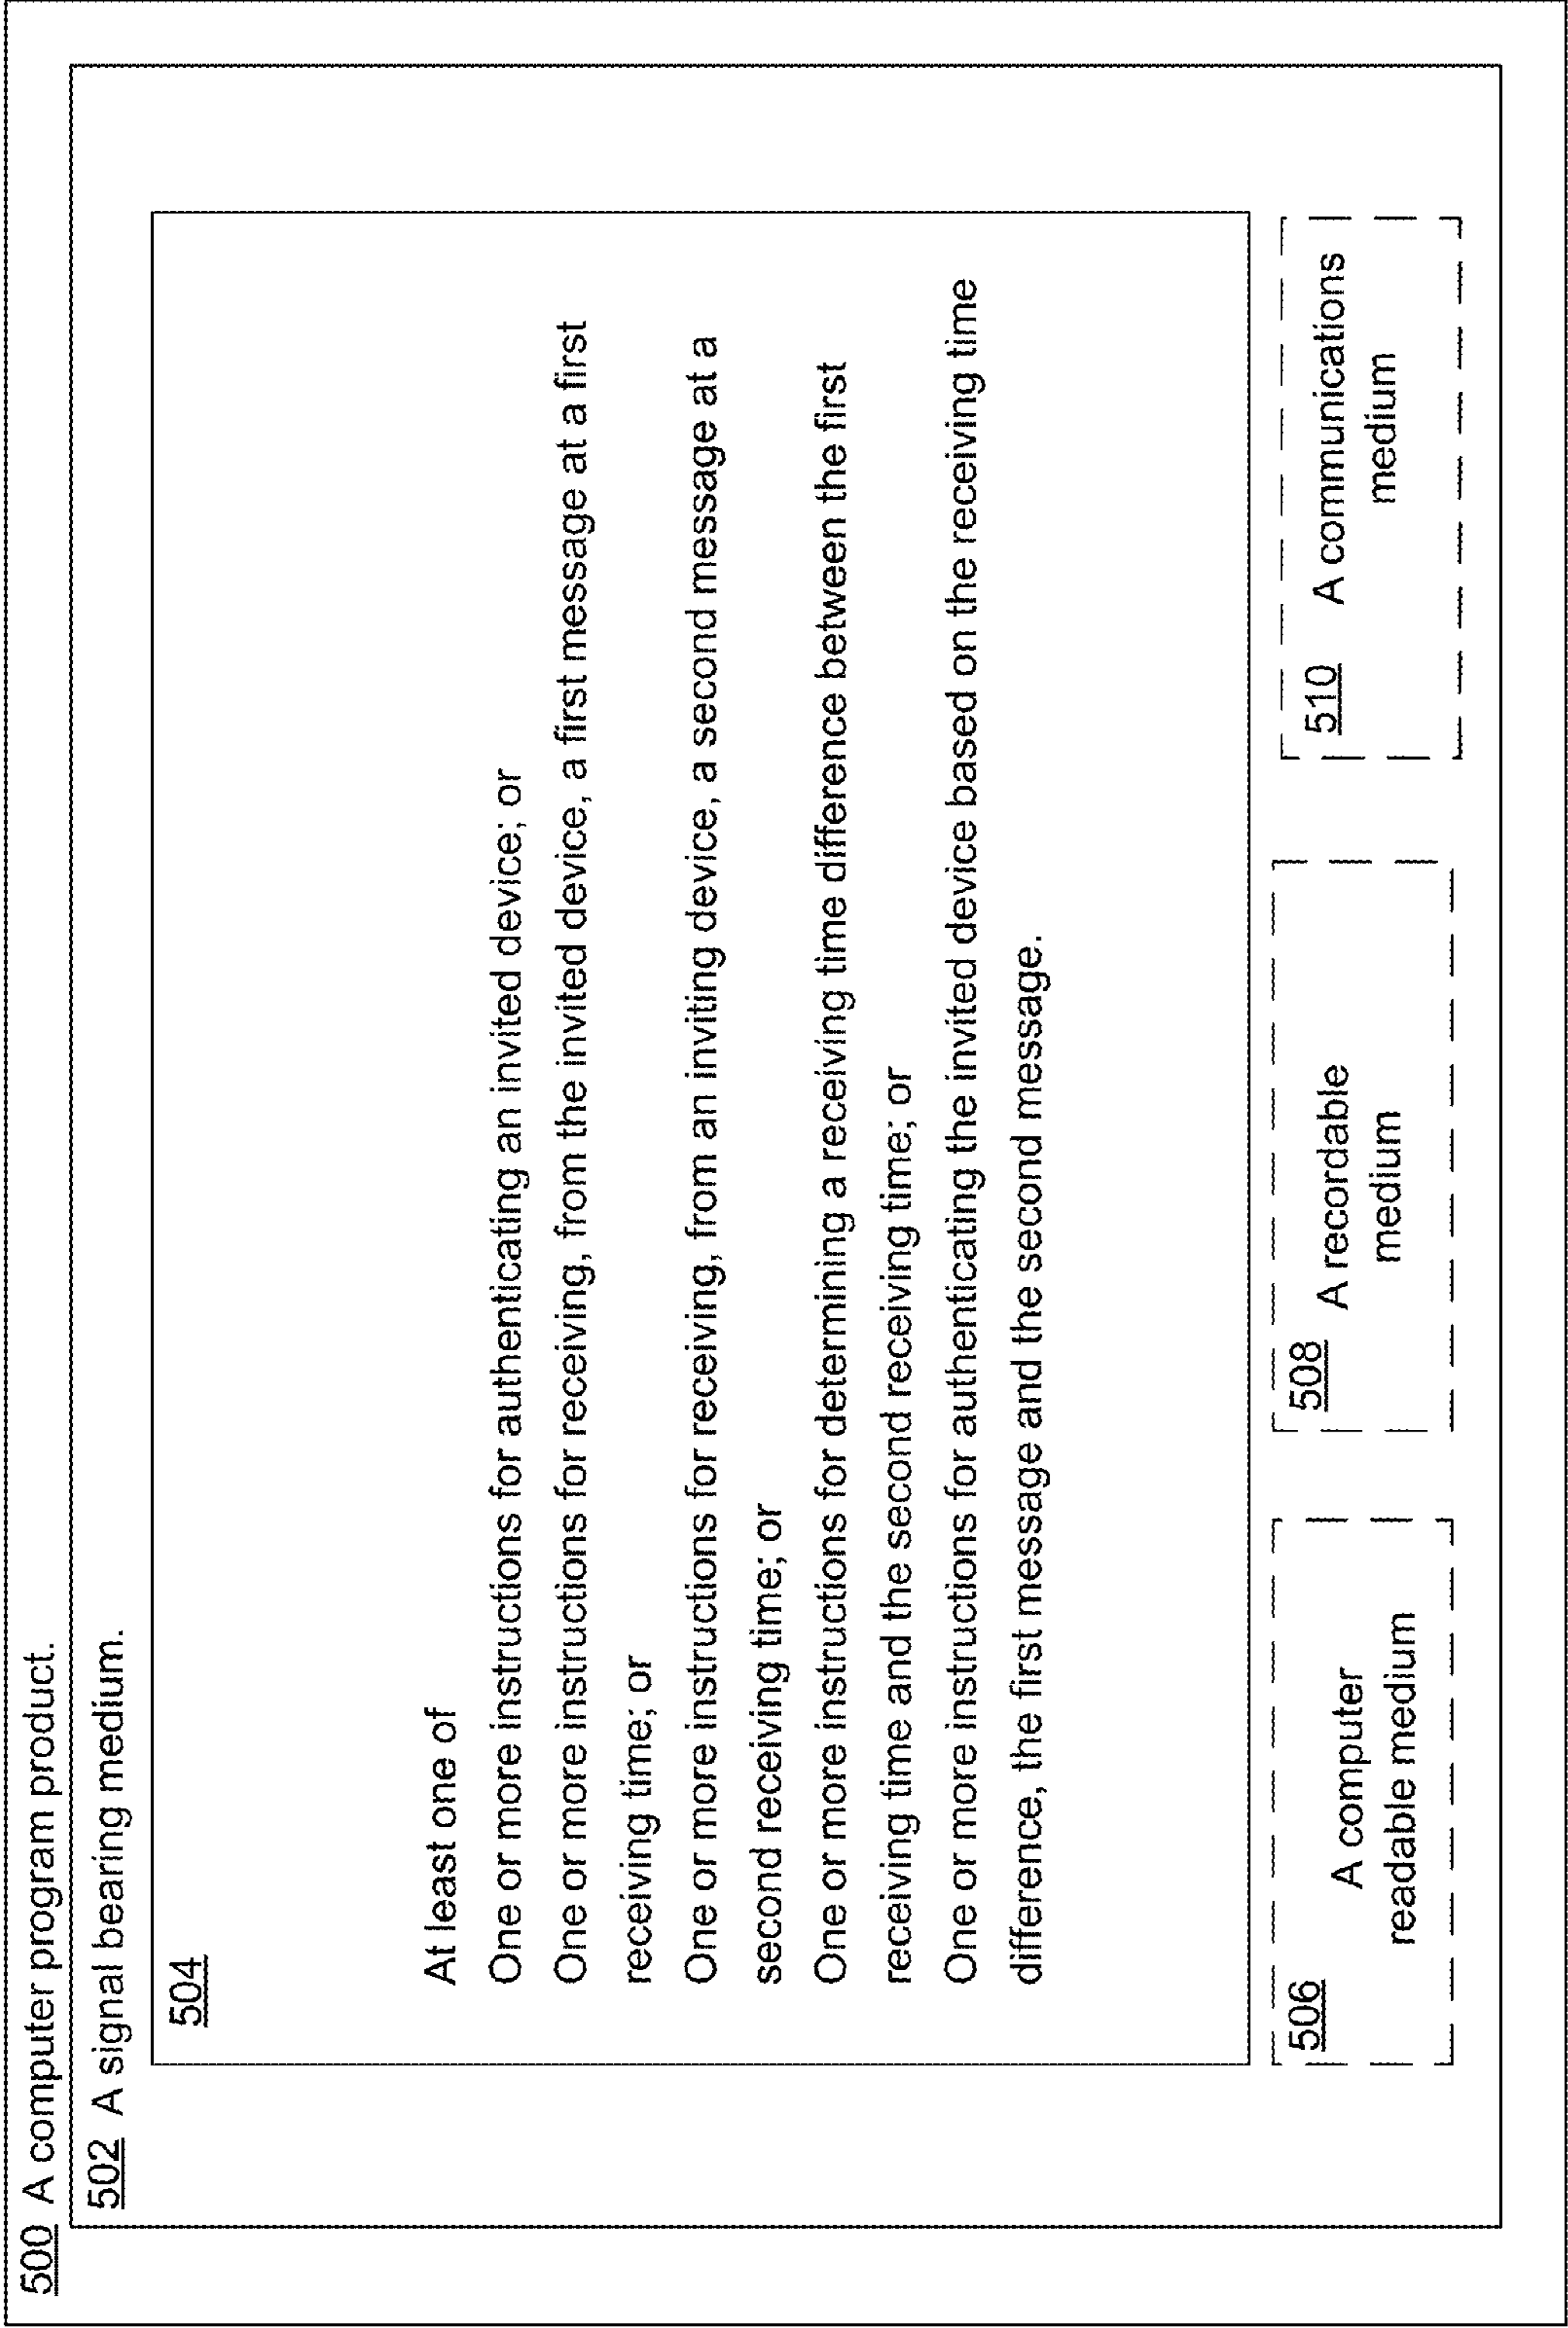 500 A computer program product.
502 A signal bearing medium.
504
At least one of
One or more instructions for authenticating an invited device; or
One or more instructions for receiving, from the invited device, a first message at a first
receiving time; or
One or more instructions for receiving, from an inviting device, a second message at a
second receiving time; or
One or more instructions for determining a receiving time difference between the first
receiving time and the second receiving time; or
One or more instructions for authenticating the invited device based on the receiving time
difference, the first message and the second message.
506
A computer
readable medium
508
A recordable
medium
510 A communications
medium